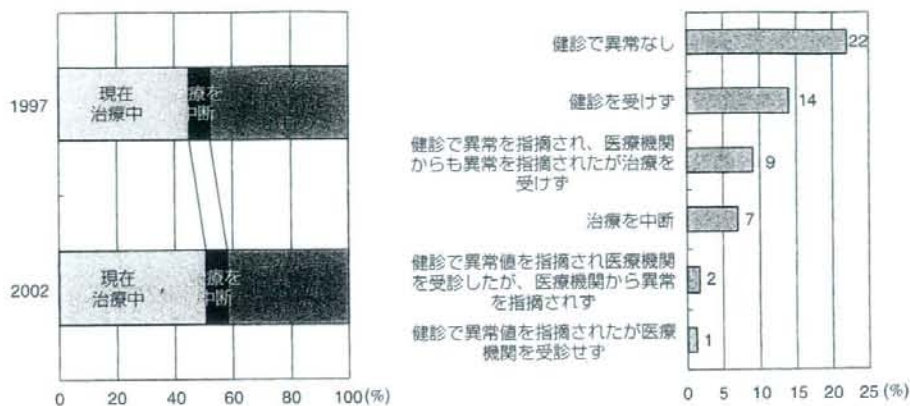 1997
現在
治療中
療を
中断
2002
現在
治療中
療を
中断
0 20 40 60 80 100 (%)
健診で異常なし
22
健診を受けず
14
健診で異常を指摘され、医療機関
からも異常を指摘されたが治療を
受けず
9
治療を中断
7
健診で異常値を指摘され医療機関
を受診したが、医療機関から異常
を指摘されず
2
健診で異常値を指摘されたが医療
機関を受診せず
1
0 5 10 15 20 25 (%)